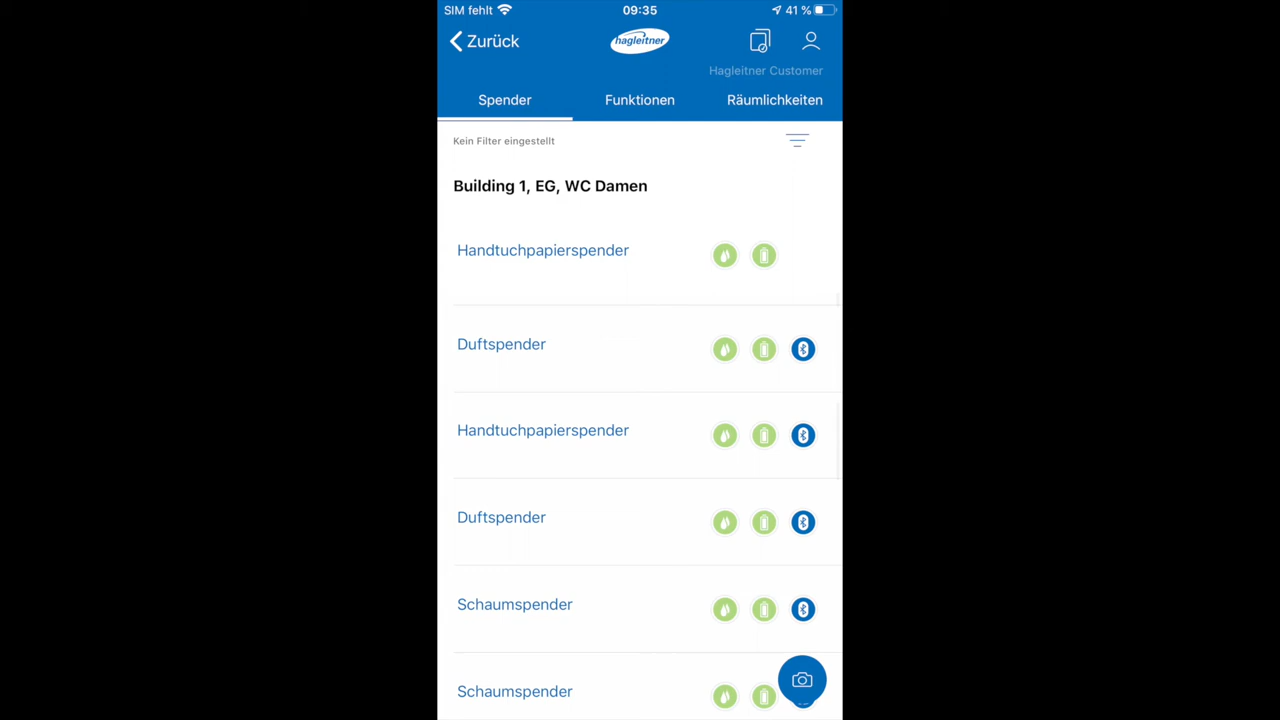 SIM fehlt 09:35 41 %
Zurück hagleitner
Hagleitner Customer
Spender Funktionen Räumlichkeiten
Kein Filter eingestellt
Building 1, EG, WC Damen
Handtuchpapierspender
Duftspender
Handtuchpapierspender
Duftspender
Schaumspender
Schaumspender